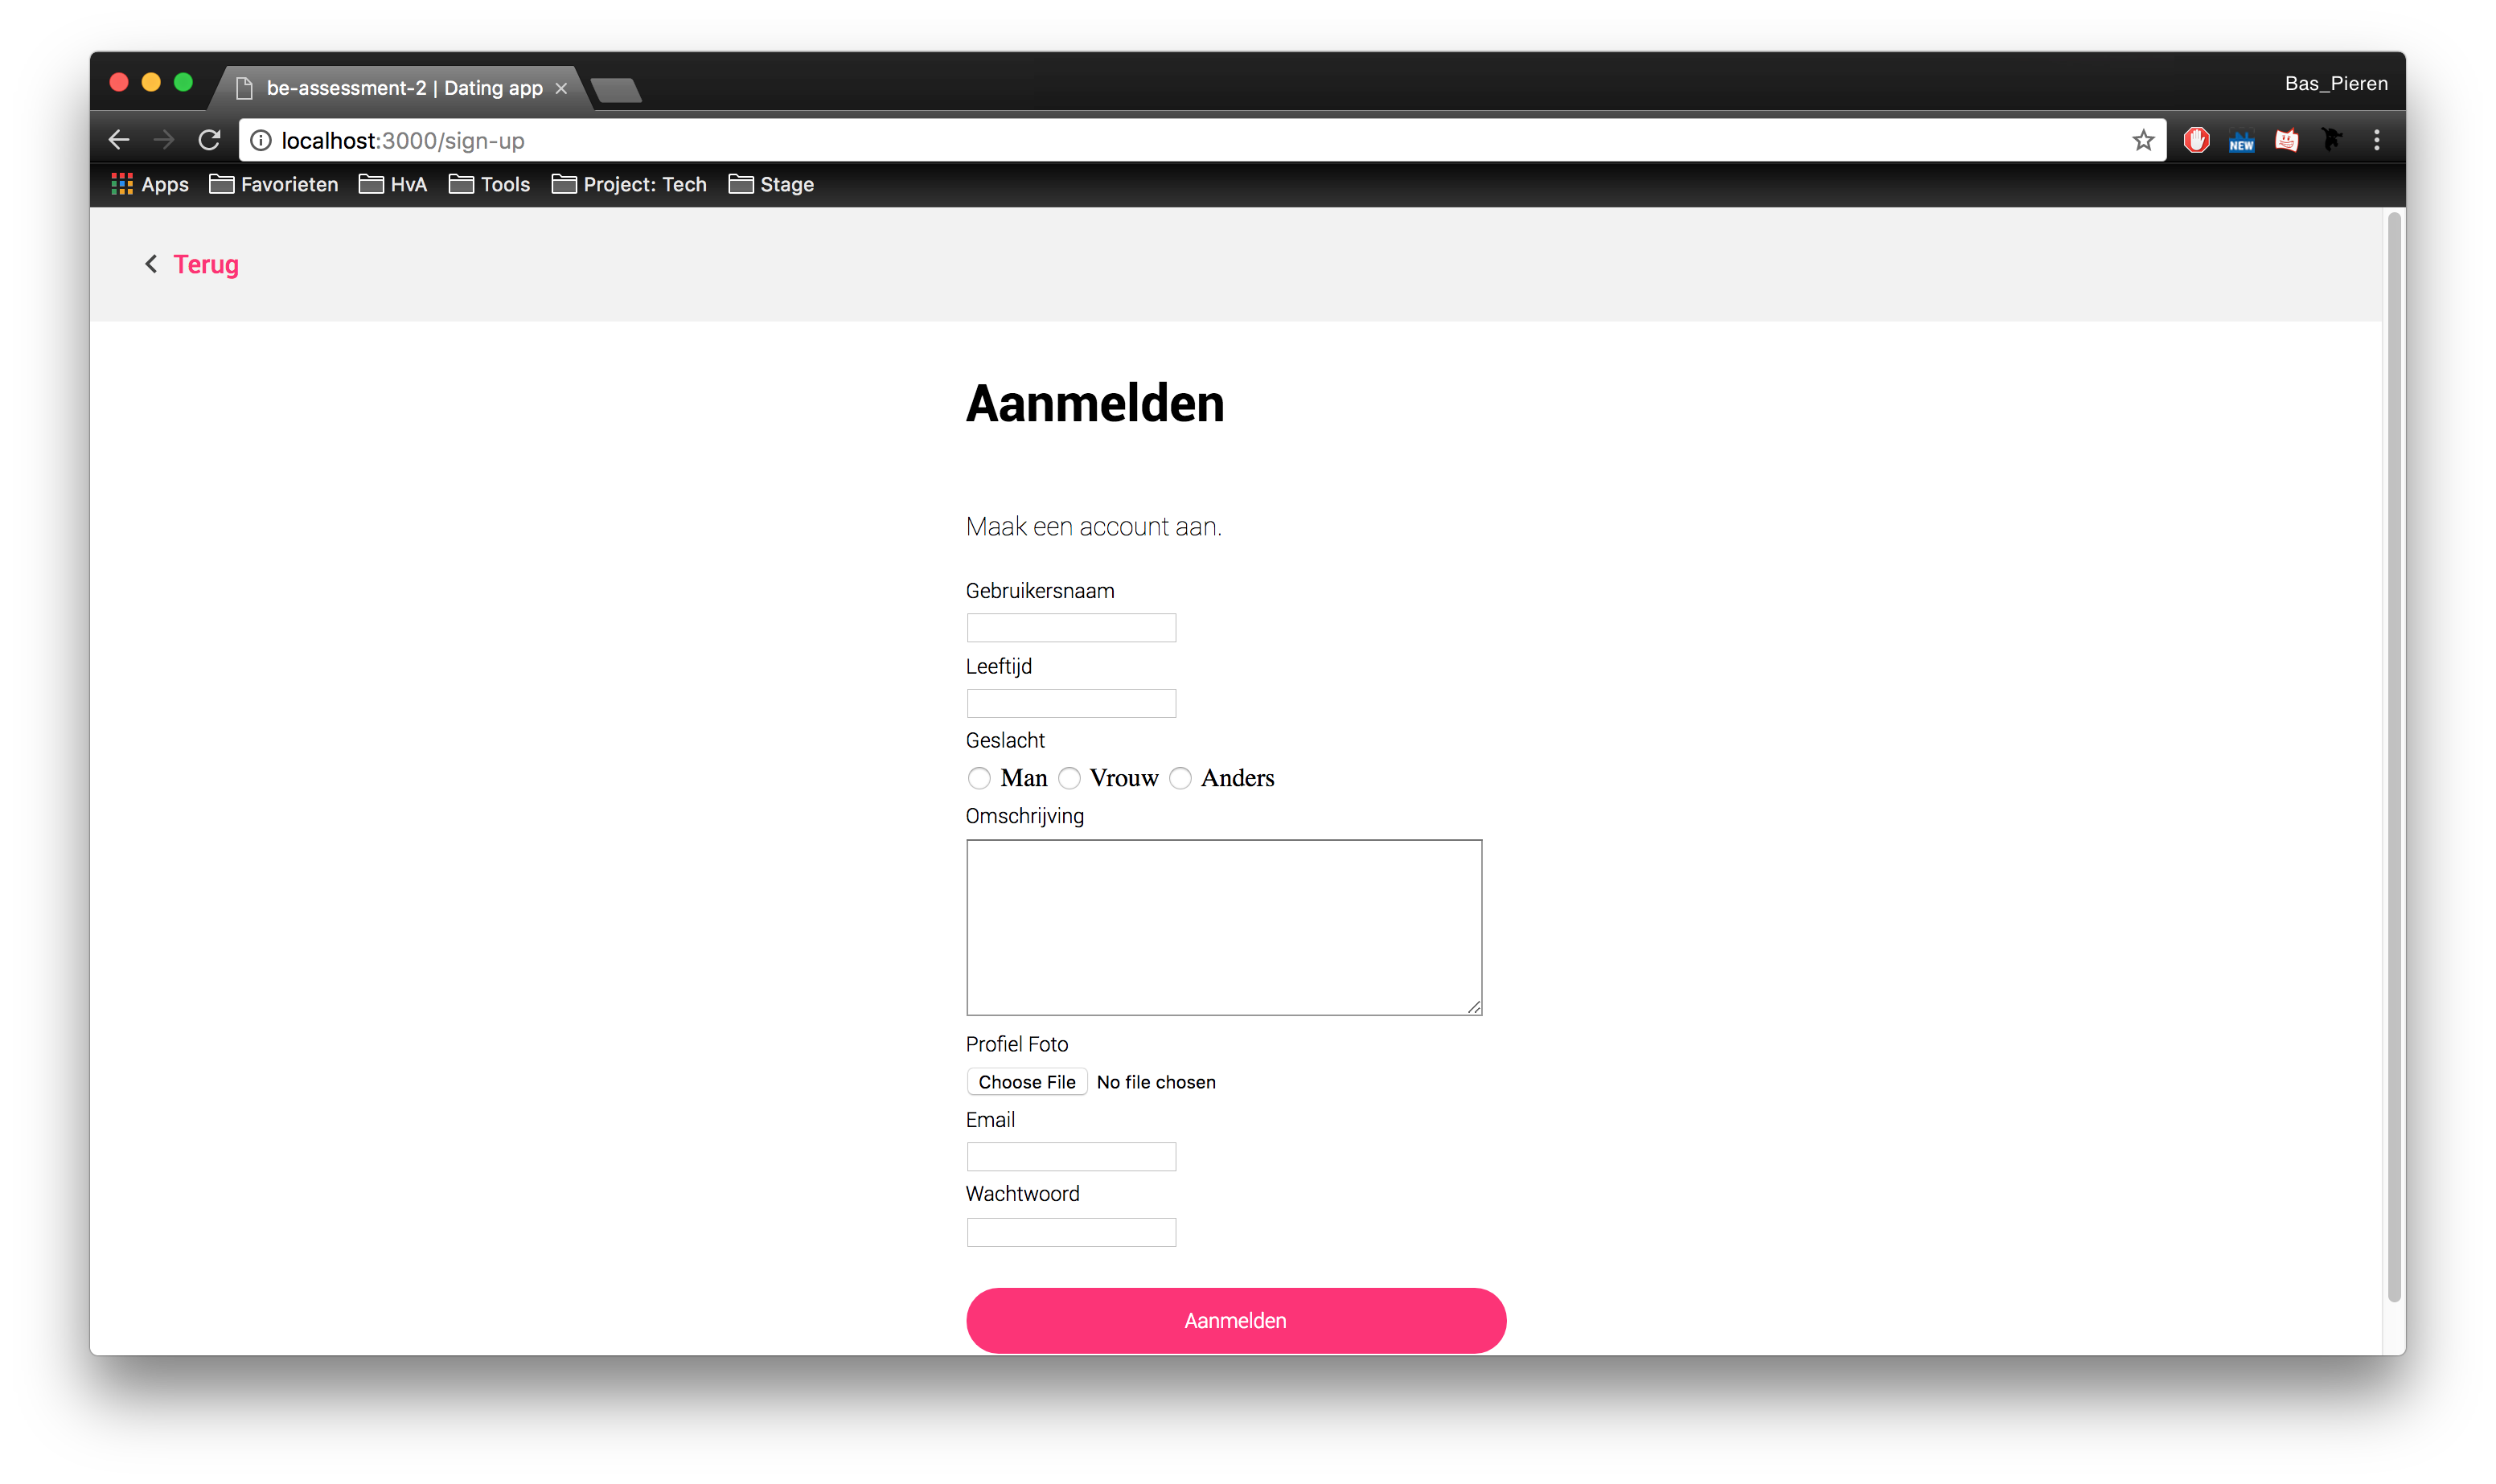 be-assessment-2 | Dating app
Bas_Pieren
localhost:3000/sign-up
NEW
Apps Favorieten HvA Tools Project: Tech Stage
Terug
Aanmelden
Maak een account aan.
Gebruikersnaam
Leeftijd
Geslacht
Man Vrouw Anders
Omschrijving
Profiel Foto
Choose File No file chosen
Email
Wachtwoord
Aanmelden